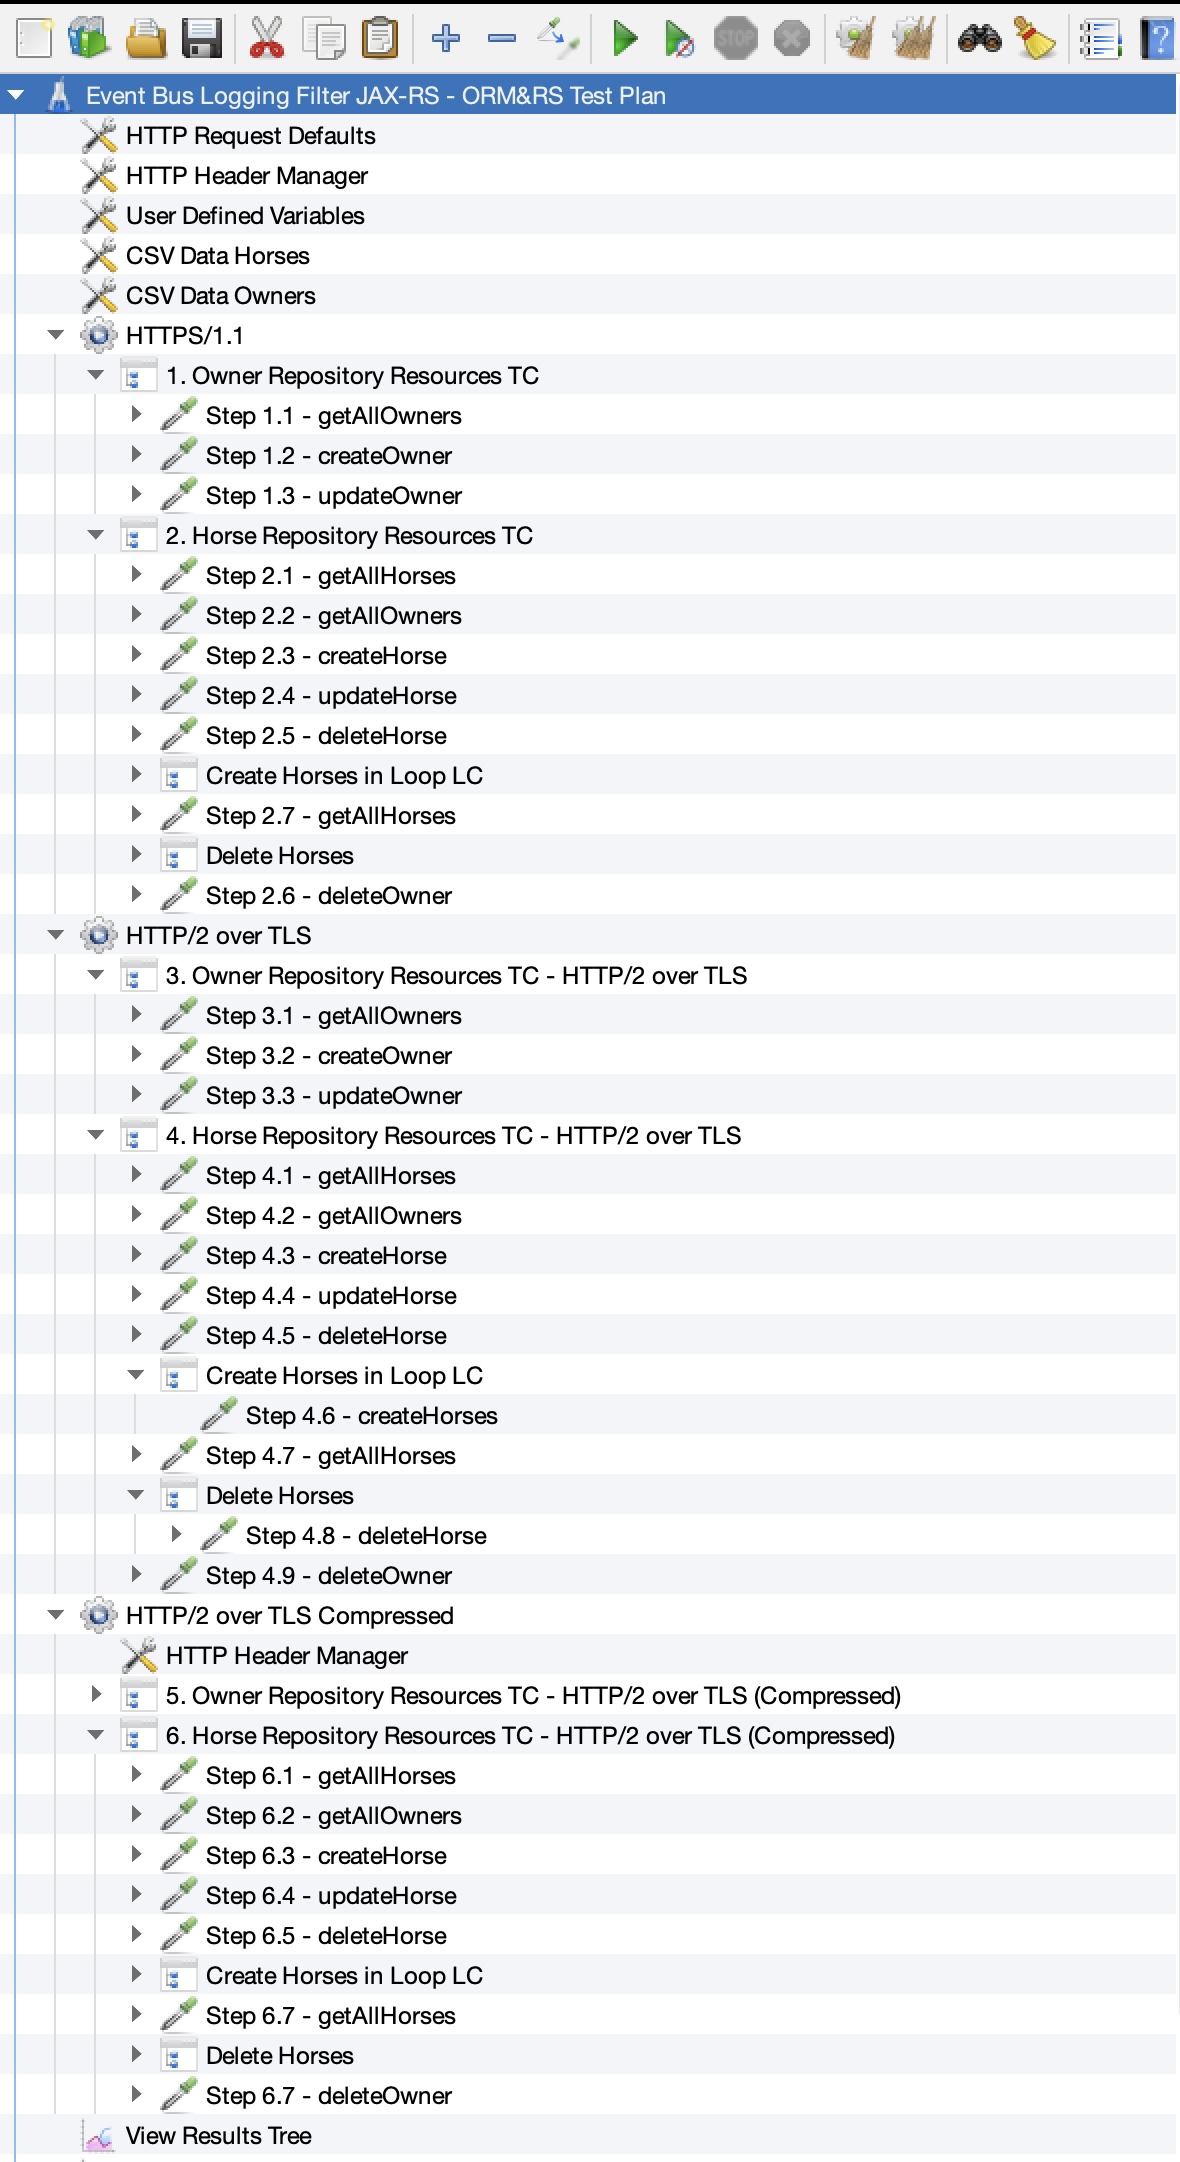 STOP
?
Event Bus Logging Filter JAX-RS - ORM&RS Test Plan
HTTP Request Defaults
HTTP Header Manager
User Defined Variables
CSV Data Horses
CSV Data Owners
HTTPS/1.1
1. Owner Repository Resources TC
Step 1.1 - getAllOwners
Step 1.2 - createOwner
Step 1.3 - updateOwner
2. Horse Repository Resources TC
Step 2.1 - getAllHorses
Step 2.2 - getAllOwners
Step 2.3 - createHorse
Step 2.4 - updateHorse
Step 2.5 - deleteHorse
Create Horses in Loop LC
Step 2.7 - getAllHorses
Delete Horses
Step 2.6 - deleteOwner
HTTP/2 over TLS
3. Owner Repository Resources TC - HTTP/2 over TLS
Step 3.1 - getAllOwners
Step 3.2 - createOwner
Step 3.3 - updateOwner
4. Horse Repository Resources TC - HTTP/2 over TLS
Step 4.1 - getAllHorses
Step 4.2 - getAllOwners
Step 4.3 - createHorse
Step 4.4 - updateHorse
Step 4.5 - deleteHorse
Create Horses in Loop LC
Step 4.6 - createHorses
Step 4.7 - getAllHorses
Delete Horses
Step 4.8 - deleteHorse
Step 4.9 - deleteOwner
HTTP/2 over TLS Compressed
HTTP Header Manager
5. Owner Repository Resources TC - HTTP/2 over TLS (Compressed)
6. Horse Repository Resources TC - HTTP/2 over TLS (Compressed)
Step 6.1 - getAllHorses
Step 6.2 - getAllOwners
Step 6.3 - createHorse
Step 6.4 - updateHorse
Step 6.5 - deleteHorse
Create Horses in Loop LC
Step 6.7 - getAllHorses
Delete Horses
Step 6.7 - deleteOwner
View Results Tree